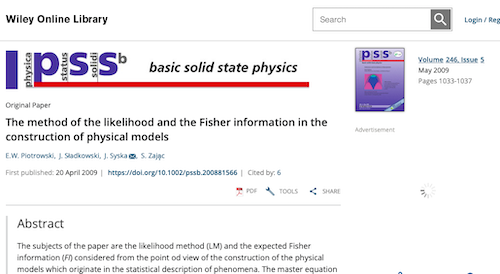 Wiley Online Library
Search
Login / Reg
physica
status
solidi
pss b
basic solid state physics
Volume 246, Issue 5
May 2009
Pages 1033-1037
Advertisement
Original Paper
The method of the likelihood and the Fisher information in the
construction of physical models
E.W. Piotrowski, J. Sładkowski, J. Syska, S. Zając
First published: 20 April 2009 | https://doi.org/10.1002/pssb.200881566 | Cited by: 6
PDF TOOLS SHARE
Abstract
The subjects of the paper are the likelihood method (LM) and the expected Fisher
information (FI) considered from the point od view of the construction of the physical
models which originate in the statistical description of phenomena. The master equation